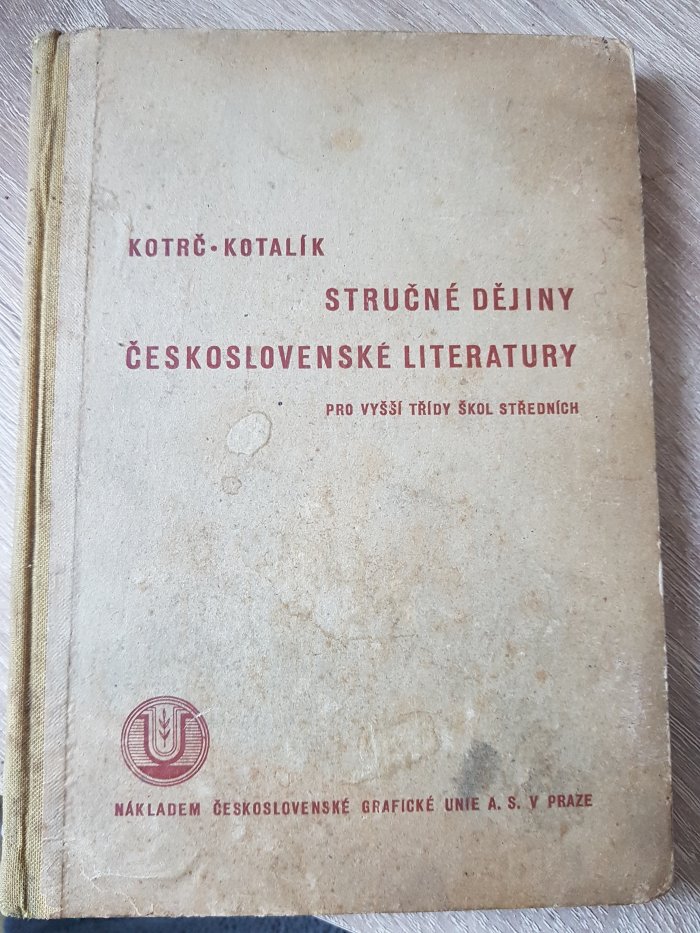 KOTRČ • KOTALÍK
STRUČNÉ DĚJINY
ČESKOSLOVENSKÉ LITERATURY
PRO VYŠŠÍ TŘÍDY ŠKOL STŘEDNÍCH
U
NÁKLADEM ČESKOSLOVENSKÉ GRAFICKÉ UNIE A. S. V PRAZE